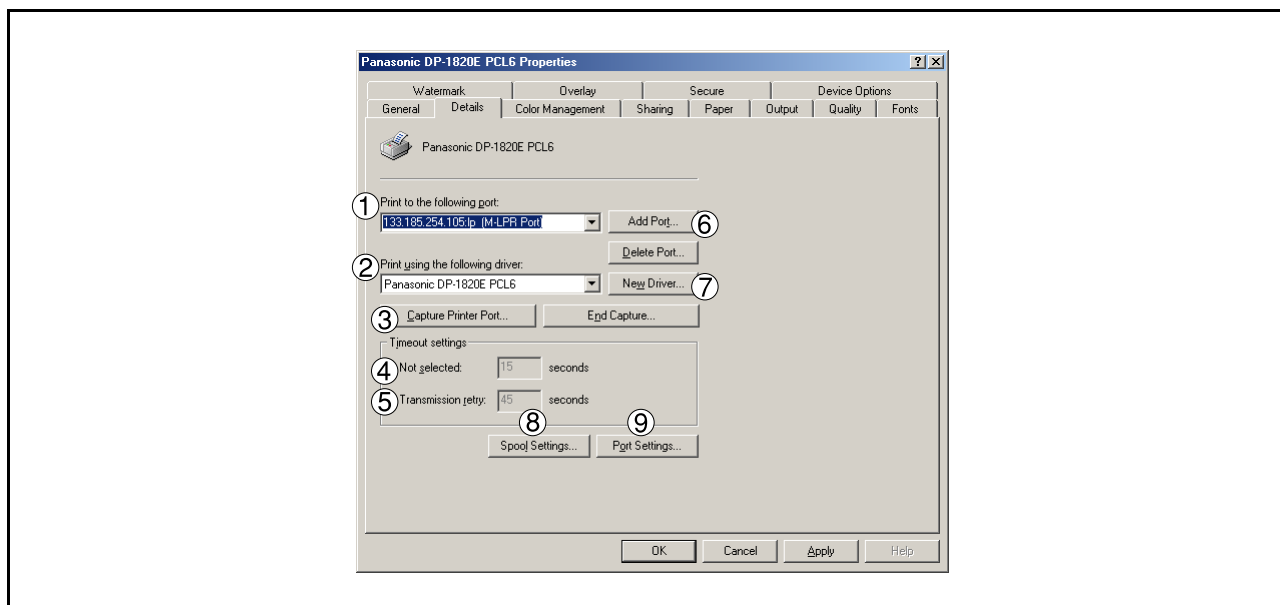 Panasonic DP-1820E PCL6 Properties
Watermark Overlay Secure Device Options
General Details Color Management Sharing Paper Output Quality Fonts
Panasonic DP-1820E PCL6
① Print to the following port:
133.185.254.105:lp (M-LPR Port)
Add Port... ⑥
Delete Port...
② Print using the following driver:
Panasonic DP-1820E PCL6
New Driver... ⑦
③ Capture Printer Port... End Capture...
Timeout settings
④ Not selected: 15 seconds
⑤ Transmission retry: 45 seconds
⑧ ⑨
Spool Settings... Port Settings...
OK Cancel Apply Help